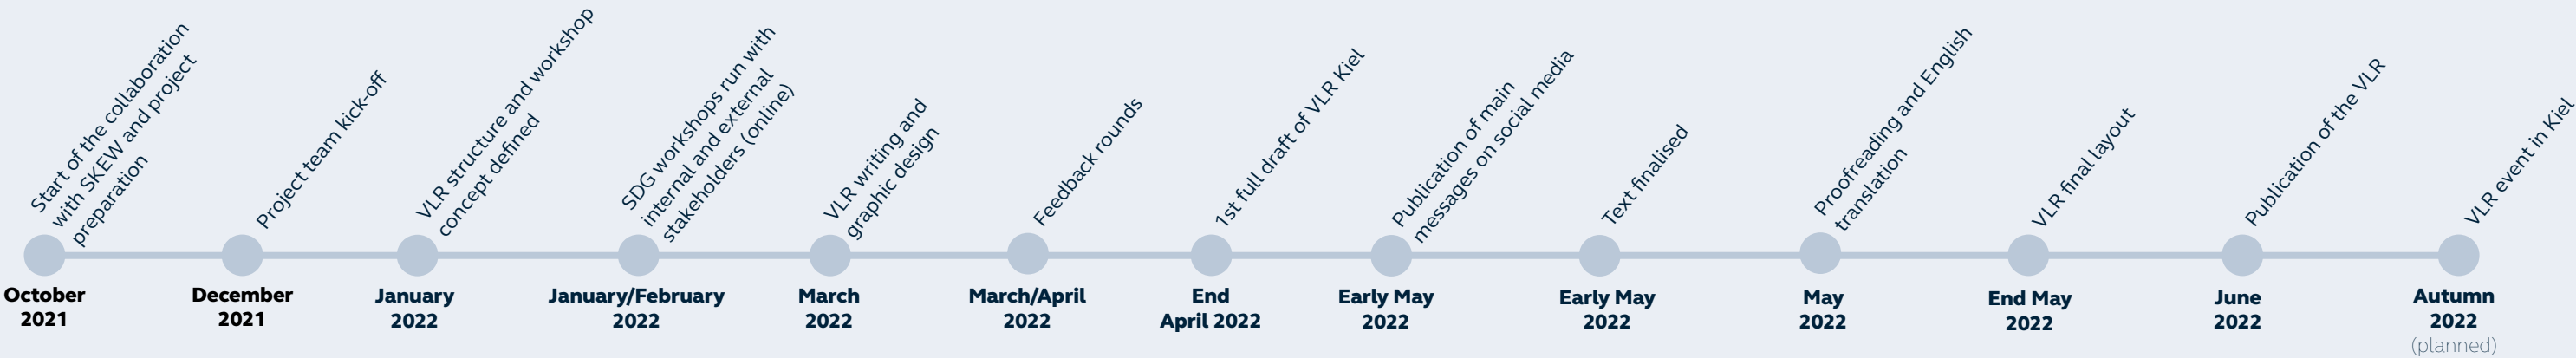 Start of the collaboration
with SKEW and project
preparation
October
2021
Project team kick-off
December
2021
VLR structure and workshop
concept defined
January
2022
SDG workshops run with
internal and external
stakeholders (online)
January/February
2022
VLR writing and
graphic design
March
2022
Feedback rounds
March/April
2022
1st full draft of VLR Kiel
End
April 2022
Publication of main
messages on social media
Early May
2022
Text finalised
Early May
2022
Proofreading and English
translation
May
2022
VLR final layout
End May
2022
Publication of the VLR
June
2022
VLR event in Kiel
Autumn
2022
(planned)